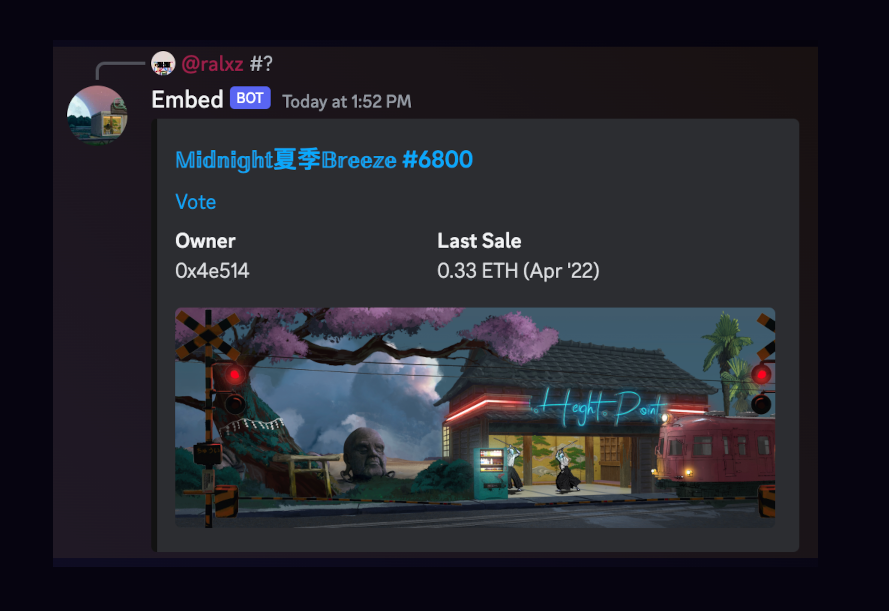 @ralxz #?
Embed BOT Today at 1:52 PM
𝕄𝕚𝕕𝕟𝕚𝕘𝕙𝕥夏季𝔹𝕣𝕖𝕖𝕫𝕖 #6800
Vote
Owner Last Sale
0x4e514 0.33 ETH (Apr '22)
Height Point